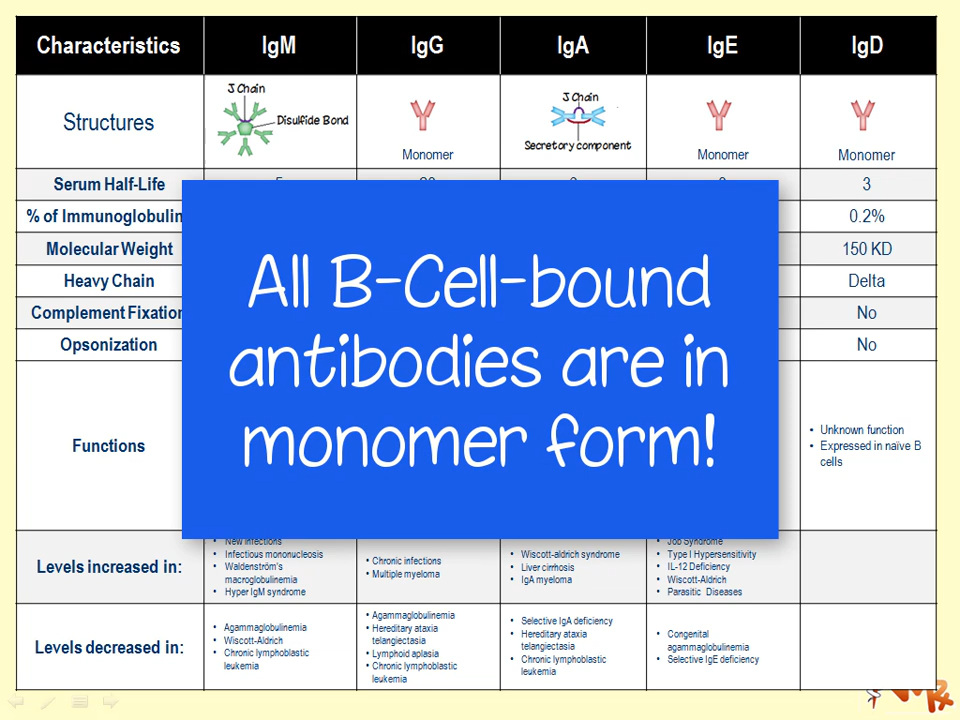 Characteristics IgM IgG IgA IgE IgD
J Chain
J Chain
Structures
Disulfide Bond
Secretory component
Monomer Monomer Monomer
Serum Half-Life 3
% of Immunoglobulin 0.2%
Molecular Weight 150 KD
Heavy Chain Delta
Complement Fixation No
Opsonization No
All B-Cell-bound
antibodies are in
monomer form!
Functions
• Unknown function
• Expressed in naïve B
cells
Levels increased in:
New infections
• Infectious mononucleosis
• Waldenström's
macroglobulinemia
• Hyper IgM syndrome
• Chronic infections
• Multiple myeloma
• Wiscott-aldrich syndrome
• Liver cirrhosis
• IgA myeloma
Job Syndrome
• Type I Hypersensitivity
• IL-12 Deficiency
• Wiscott-Aldrich
• Parasitic Diseases
Levels decreased in:
• Agammaglobulinemia
• Wiscott-Aldrich
• Chronic lymphoblastic
leukemia
• Agammaglobulinemia
• Hereditary ataxia
telangiectasia
• Lymphoid aplasia
• Chronic lymphoblastic
leukemia
• Selective IgA deficiency
• Hereditary ataxia
telangiectasia
• Chronic lymphoblastic
leukemia
• Congenital
agammaglobulinemia
• Selective IgE deficiency